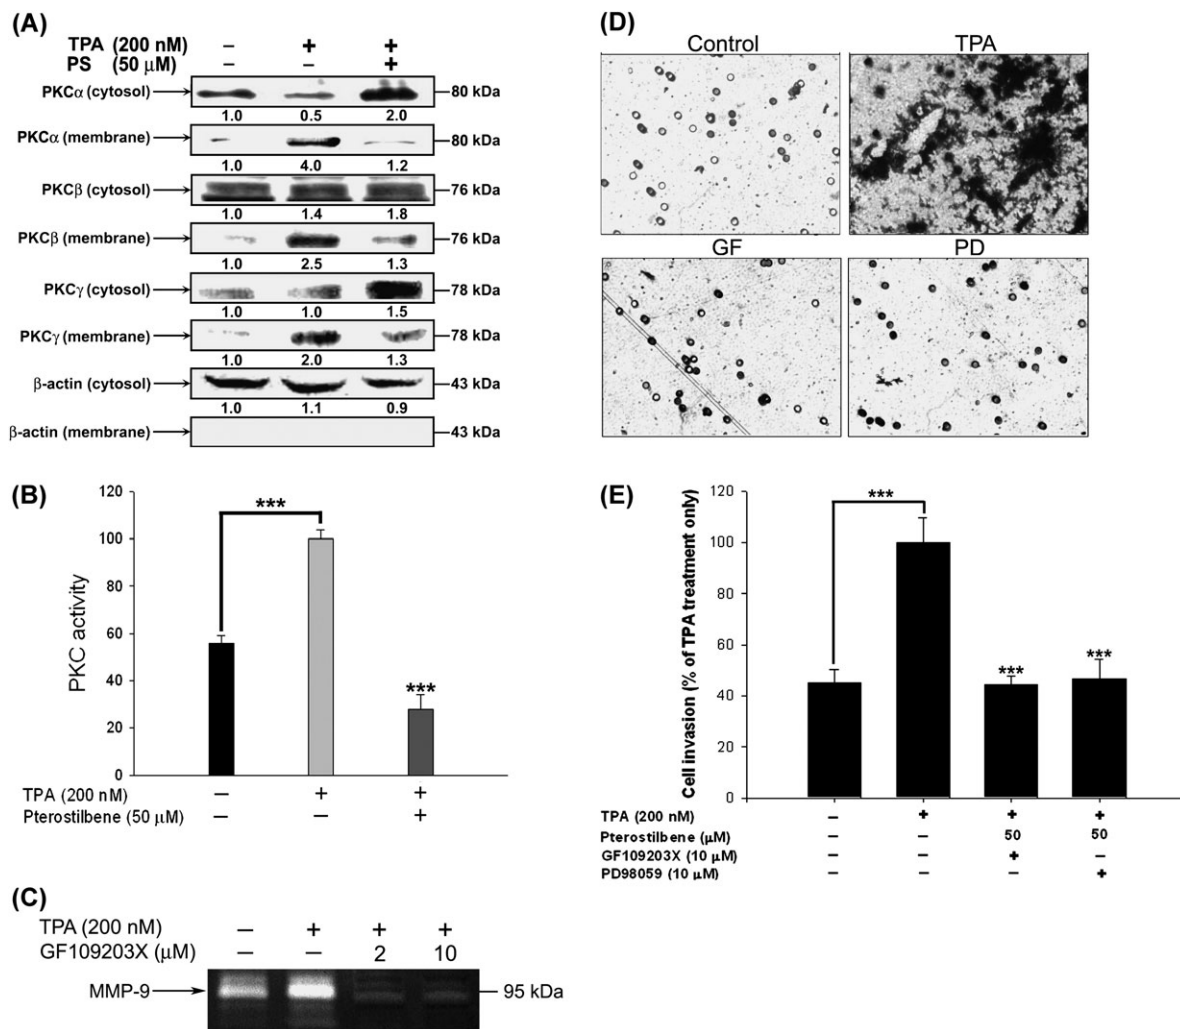 (A)
TPA (200 nM) – + +
PS (50 μM) – – +
PKCα (cytosol) 80 kDa
1.0 0.5 2.0
PKCα (membrane) 80 kDa
1.0 4.0 1.2
PKCβ (cytosol) 76 kDa
1.0 1.4 1.8
PKCβ (membrane) 76 kDa
1.0 2.5 1.3
PKCγ (cytosol) 78 kDa
1.0 1.0 1.5
PKCγ (membrane) 78 kDa
1.0 2.0 1.3
β-actin (cytosol) 43 kDa
1.0 1.1 0.9
β-actin (membrane) 43 kDa
(B)
PKC activity
120
100
80
60
40
20
0
***
***
TPA (200 nM) – + +
Pterostilbene (50 μM) – – +
(C)
TPA (200 nM) – + + +
GF109203X (μM) – – 2 10
MMP-9 95 kDa
(D)
Control TPA
GF PD
(E)
Cell invasion (% of TPA treatment only)
120
100
80
60
40
20
0
***
***
***
TPA (200 nM) – + + +
Pterostilbene (μM) – – 50 50
GF109203X (10 μM) – – + –
PD98059 (10 μM) – – – +